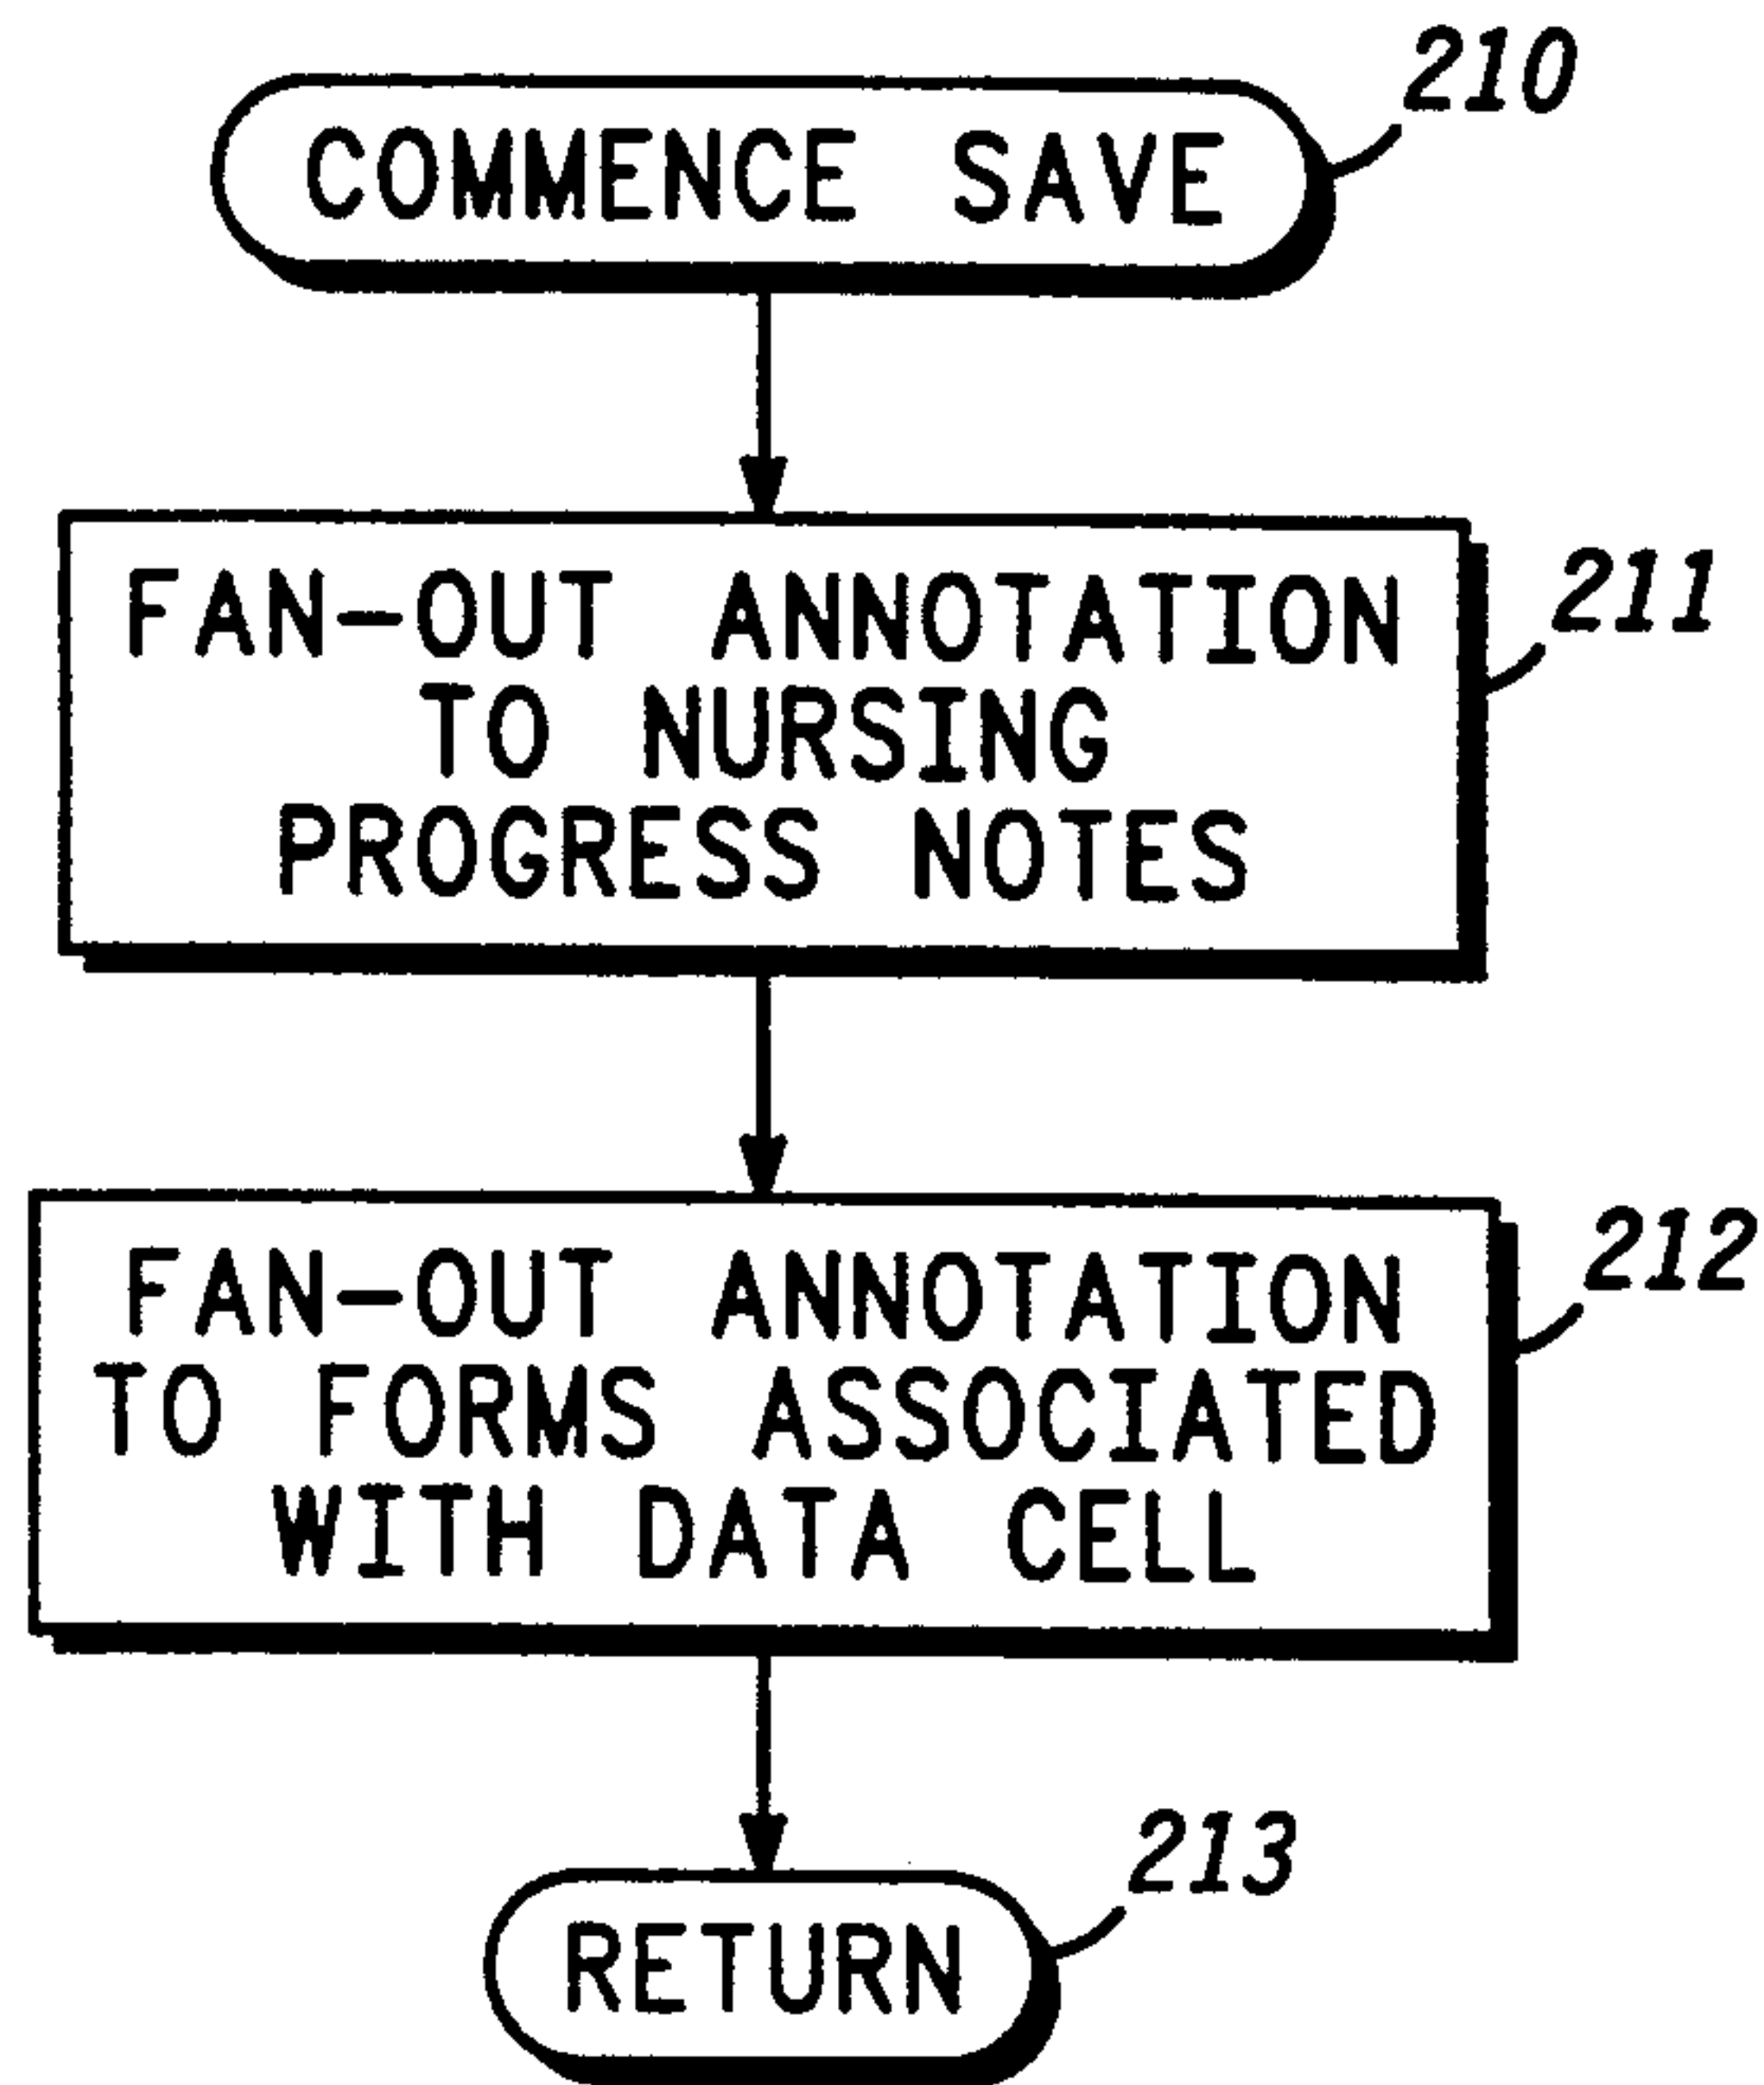 210
COMMENCE SAVE
211
FAN-OUT ANNOTATION
TO NURSING
PROGRESS NOTES
212
FAN-OUT ANNOTATION
TO FORMS ASSOCIATED
WITH DATA CELL
213
RETURN